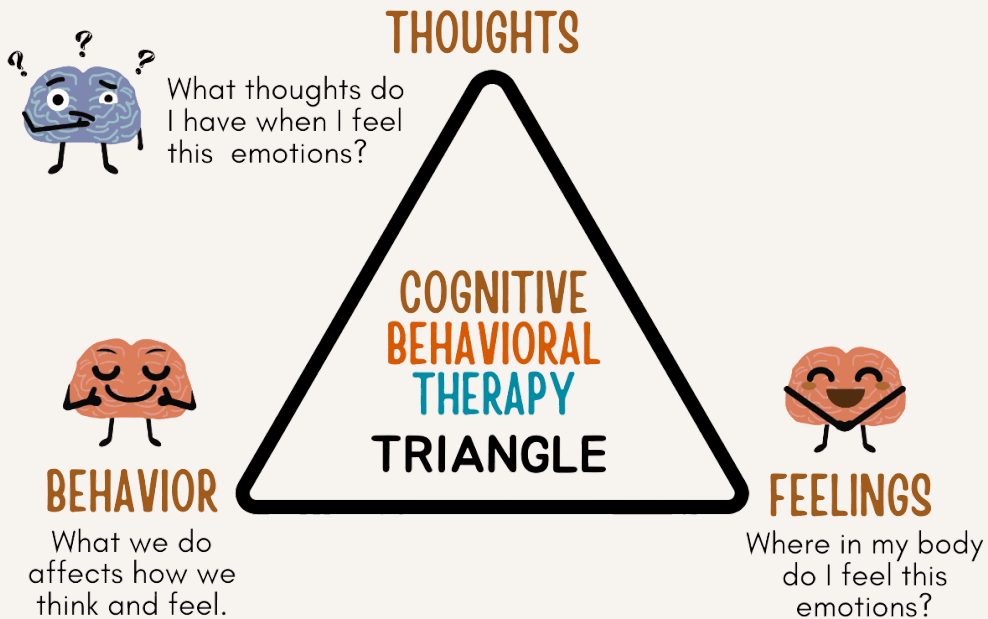 THOUGHTS
?
?
?
What thoughts do
I have when I feel
this emotions?
COGNITIVE
BEHAVIORAL
THERAPY
TRIANGLE
BEHAVIOR
What we do
affects how we
think and feel.
FEELINGS
Where in my body
do I feel this
emotions?